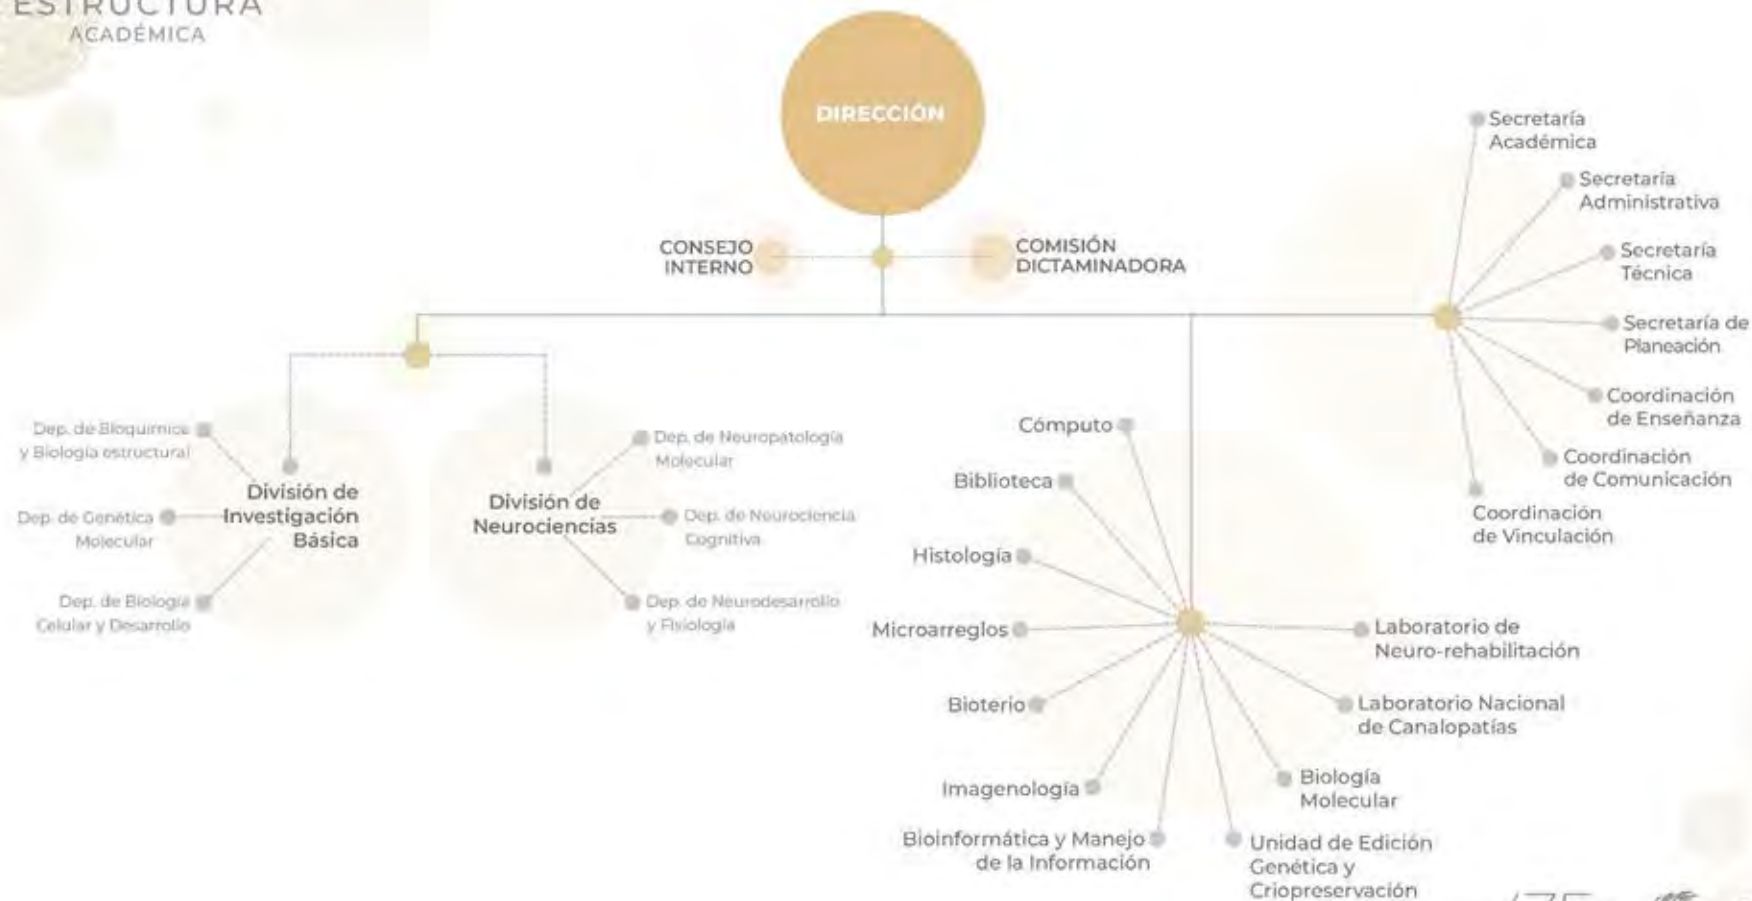 ESTRUCTURA
ACADÉMICA
DIRECCIÓN
CONSEJO
INTERNO
COMISIÓN
DICTAMINADORA
Secretaría
Académica
Secretaría
Administrativa
Secretaría
Técnica
Secretaría de
Planeación
Coordinación
de Enseñanza
Coordinación
de Comunicación
Coordinación
de Vinculación
Dep. de Bioquímica
y Biología estructural
Dep. de Genética
Molecular
Dep. de Biología
Celular y Desarrollo
División de
Investigación
Básica
División de
Neurociencias
Dep. de Neuropatología
Molecular
Dep. de Neurociencia
Cognitiva
Dep. de Neurodesarrollo
y Fisiología
Cómputo
Biblioteca
Histología
Microarreglos
Bioterio
Imagenología
Bioinformática y Manejo
de la Información
Unidad de Edición
Genética y
Criopreservación
Biología
Molecular
Laboratorio Nacional
de Canalopatías
Laboratorio de
Neuro-rehabilitación